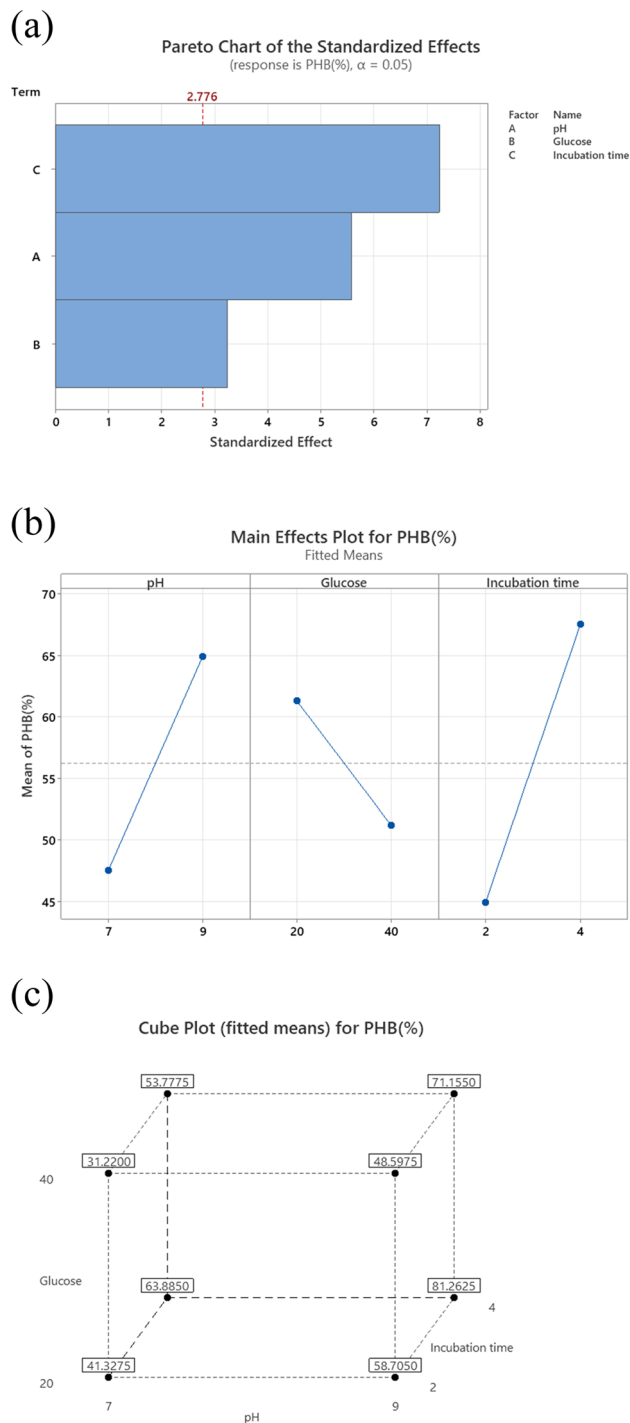 (a)
Pareto Chart of the Standardized Effects
(response is PHB(%), α = 0.05)
Term
2.776
Factor Name
A pH
B Glucose
C Incubation time
C
A
B
0 1 2 3 4 5 6 7 8
Standardized Effect
(b)
Main Effects Plot for PHB(%)
Fitted Means
pH Glucose Incubation time
Mean of PHB(%)
70
65
60
55
50
45
7 9 20 40 2 4
(c)
Cube Plot (fitted means) for PHB(%)
53.7775 71.1550
31.2200 48.5975
40
Glucose
63.8850 81.2625
4
Incubation time
41.3275 58.7050
20 2
7 9
pH